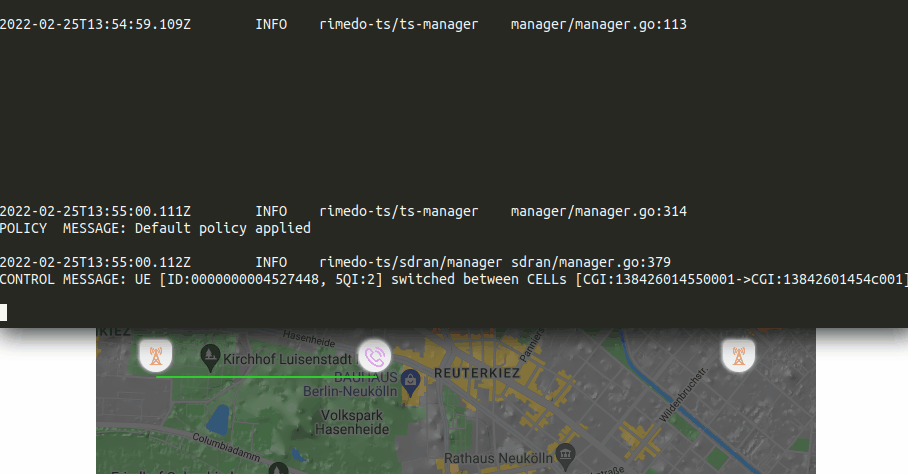 2022-02-25T13:54:59.109Z INFO rimedo-ts/ts-manager manager/manager.go:113
2022-02-25T13:55:00.111Z INFO rimedo-ts/ts-manager manager/manager.go:314
POLICY MESSAGE: Default policy applied
2022-02-25T13:55:00.112Z INFO rimedo-ts/sdran/manager sdran/manager.go:379
CONTROL MESSAGE: UE [ID:0000000004527448, 5QI:2] switched between CELLs [CGI:138426014550001->CGI:13842601454c001]
KIEZ
Hasenheide
Panniers
Kirchhof Luisenstadt
BAUHAUS
Berlin-Neukölln
REUTERKIEZ
Wildenbruchstr
Volkspark
Hasenheide
Columbiadamm
Rathaus Neukölln